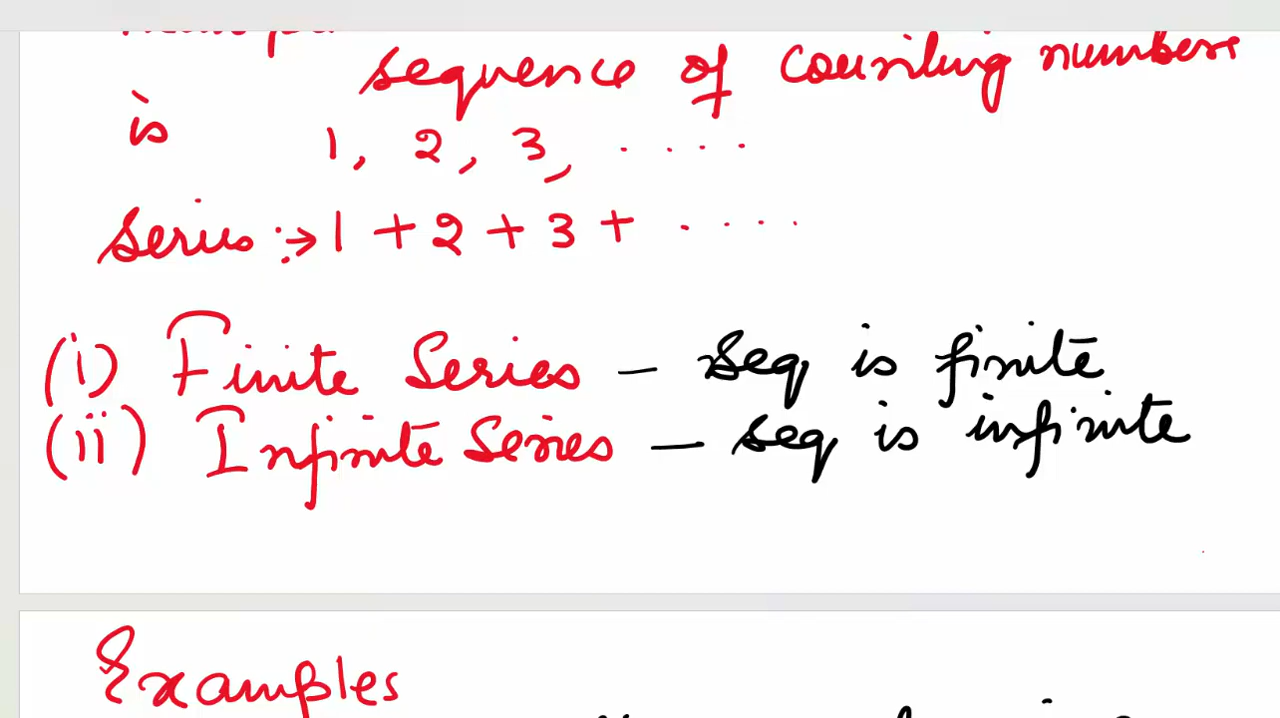 sequence of counting numbers
is 1, 2, 3, ....
Series :→ 1 + 2 + 3 + ....
(i) Finite Series – seq is finite
(ii) Infinite Series – seq is infinite
Examples